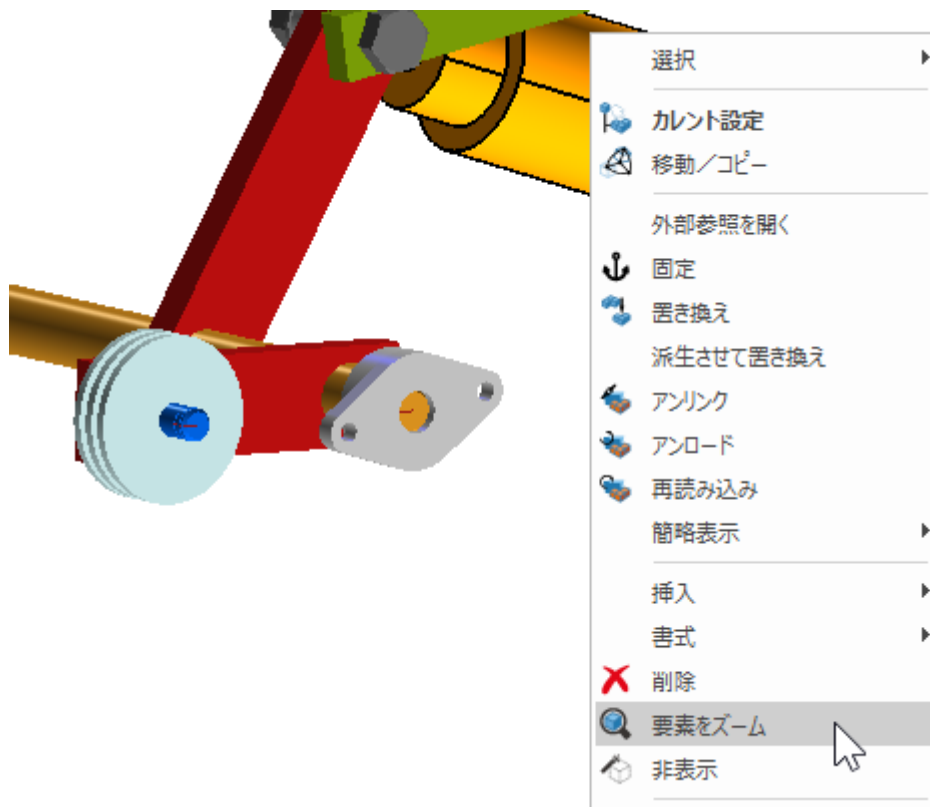 選択
カレント設定
移動／コピー
外部参照を開く
固定
置き換え
派生させて置き換え
アンリンク
アンロード
再読み込み
簡略表示
挿入
書式
削除
要素をズーム
非表示